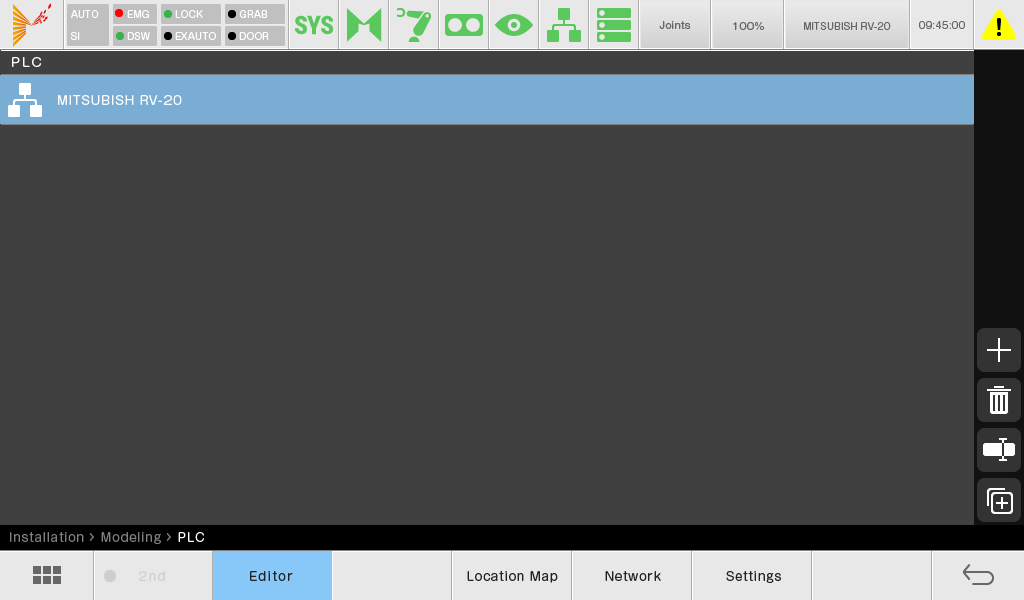 AUTO EMG LOCK GRAB
SI DSW EXAUTO DOOR
SYS
Joints
100%
MITSUBISH RV-20
09:45:00
PLC
MITSUBISH RV-20
Installation > Modeling > PLC
2nd
Editor
Location Map
Network
Settings